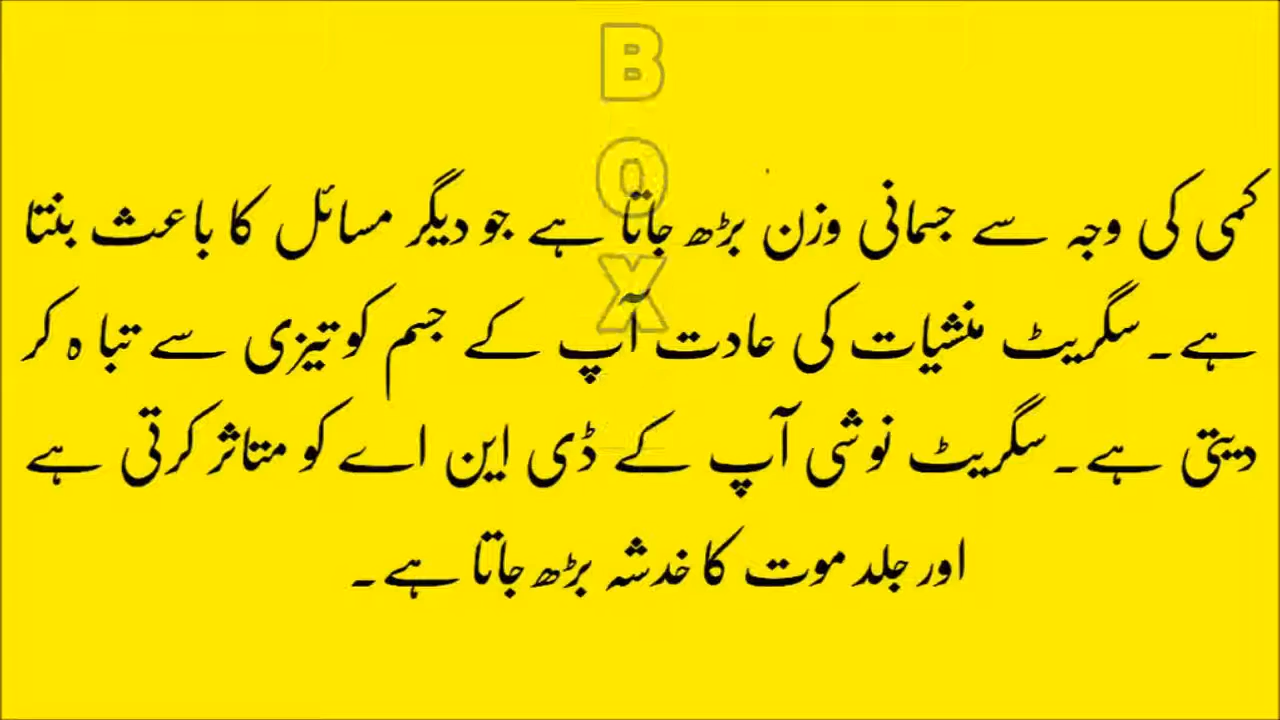 B
O
X
کمی کی وجہ سے جسمانی وزن بڑھ جاتا ہے جو دیگر مسائل کا باعث بنتا
ہے۔ سگریٹ منشیات کی عادت آپ کے جسم کو تیزی سے تباہ کر
دیتی ہے۔ سگریٹ نوشی آپ کے ڈی این اے کو متاثر کرتی ہے
اور جلد موت کا خدشہ بڑھ جاتا ہے۔